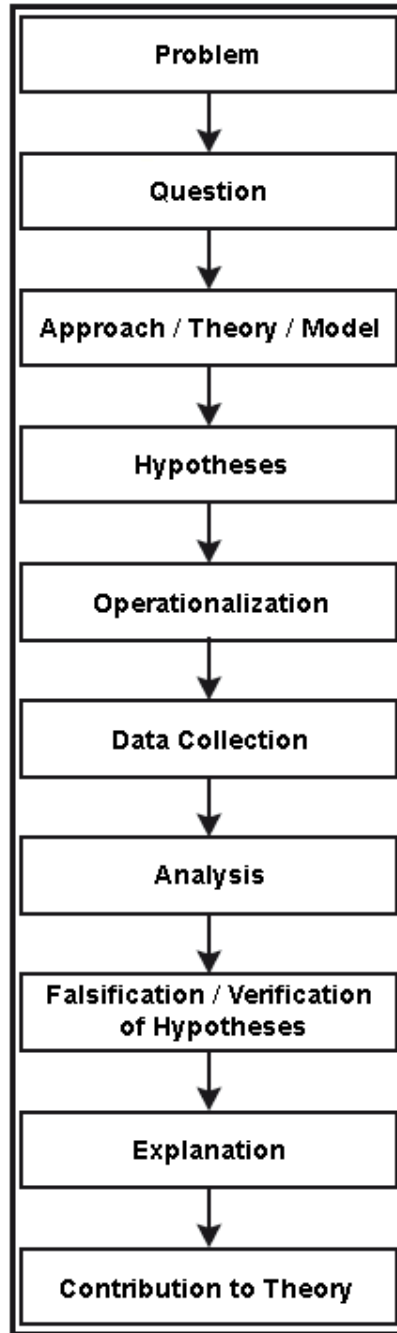 Problem
Question
Approach / Theory / Model
Hypotheses
Operationalization
Data Collection
Analysis
Falsification / Verification
of Hypotheses
Explanation
Contribution to Theory